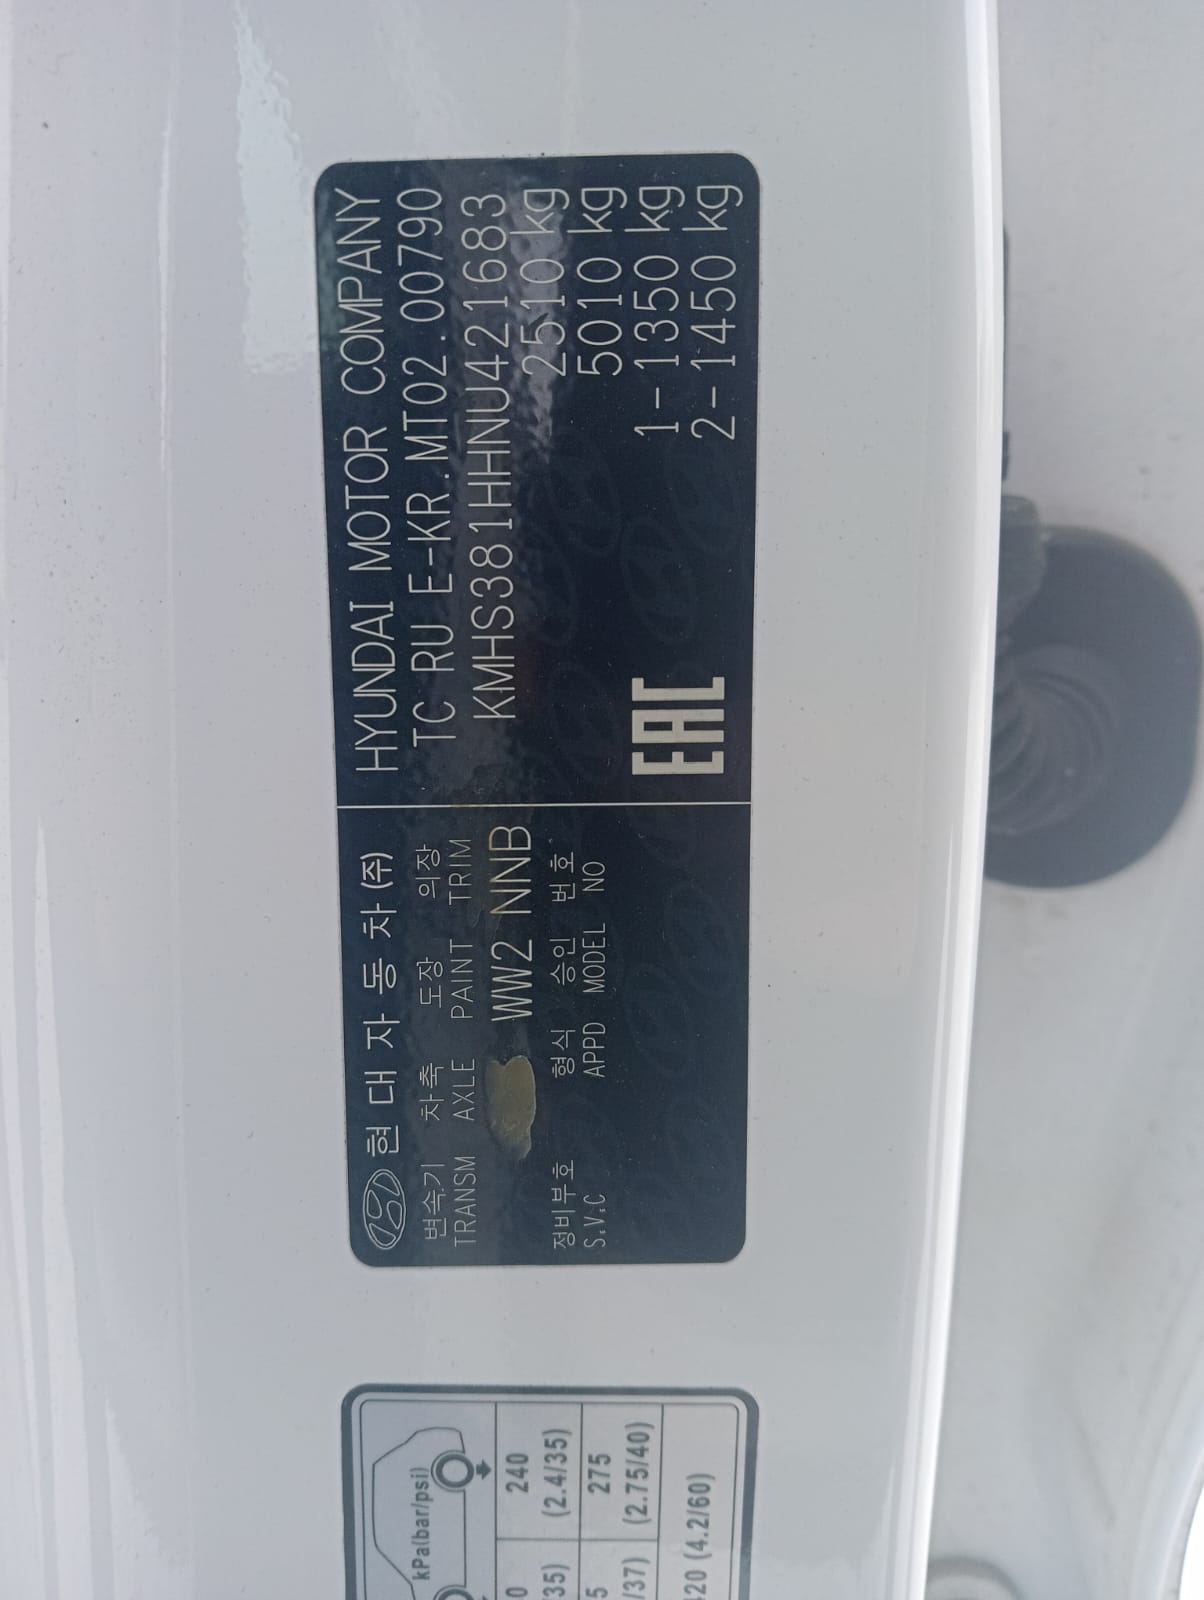 현대자동차(주)
변속기 차축 도장 의장
TRANSM AXLE PAINT TRIM
WW2 NNB
정비부호 형식 승인 번호
S.V.C APPD MODEL NO
HYUNDAI MOTOR COMPANY
TC RU E-KR.MT02.00790
KMHS381HHNU421683
2510 kg
5010 kg
1-1350 kg
2-1450 kg
EAC
kPa(bar/psi)
240
(2.4/35)
275
(2.75/40)
(4.2/60)